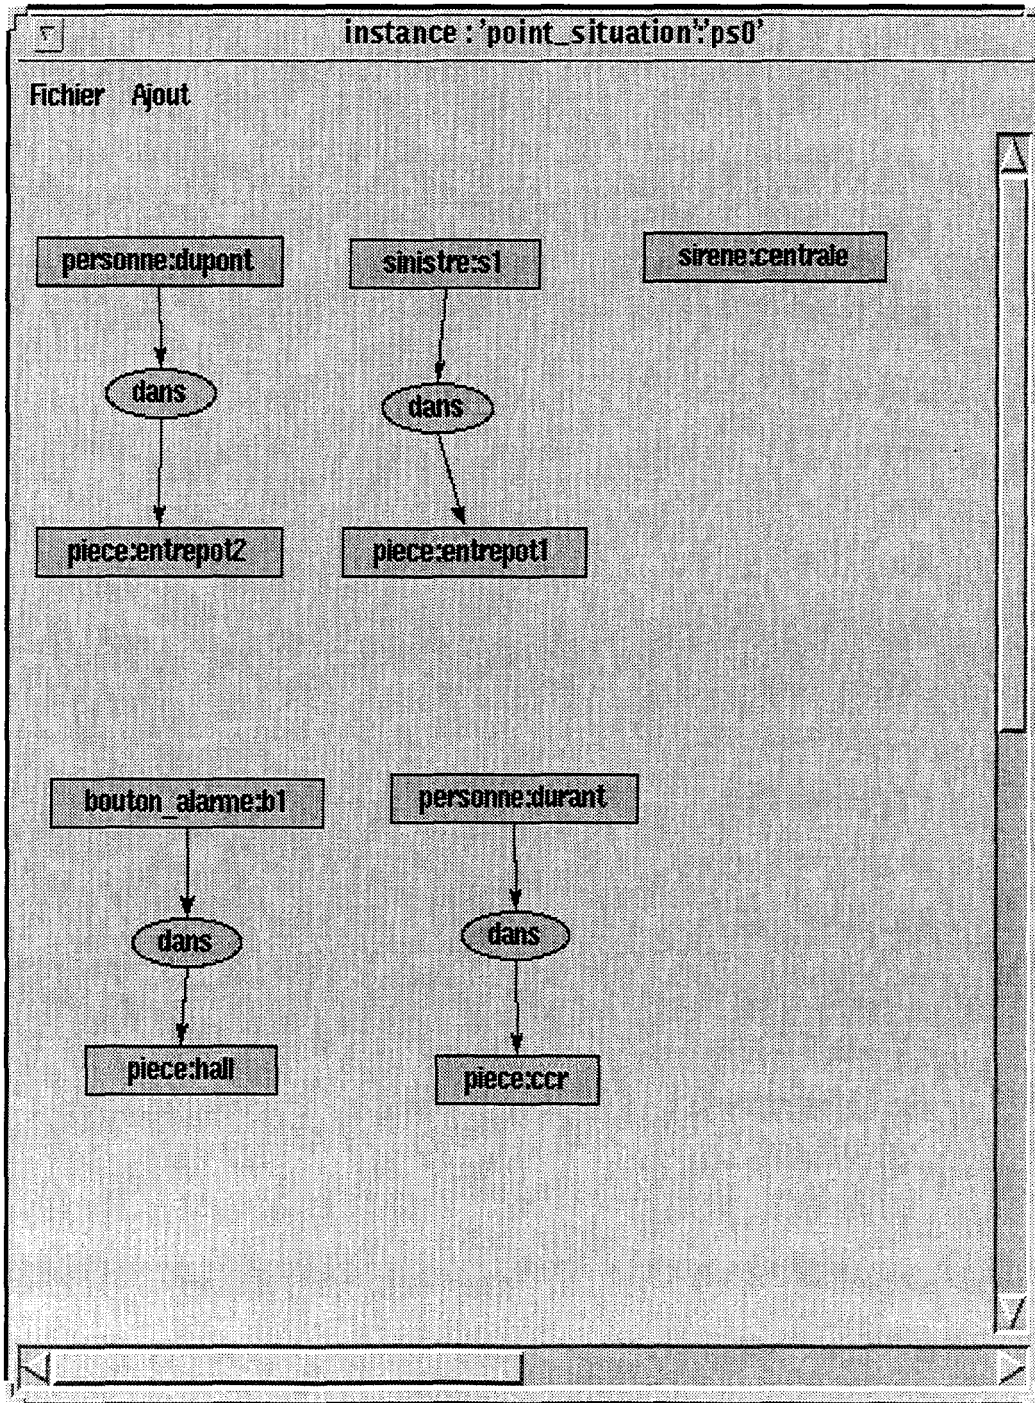 instance : 'point_situation':'ps0'
Fichier Ajout
personne:dupont sinistre:s1 sirene:centrale
dans dans
piece:entrepot2 piece:entrepot1
bouton_alarme:b1 personne:durant
dans dans
piece:hall piece:ccr